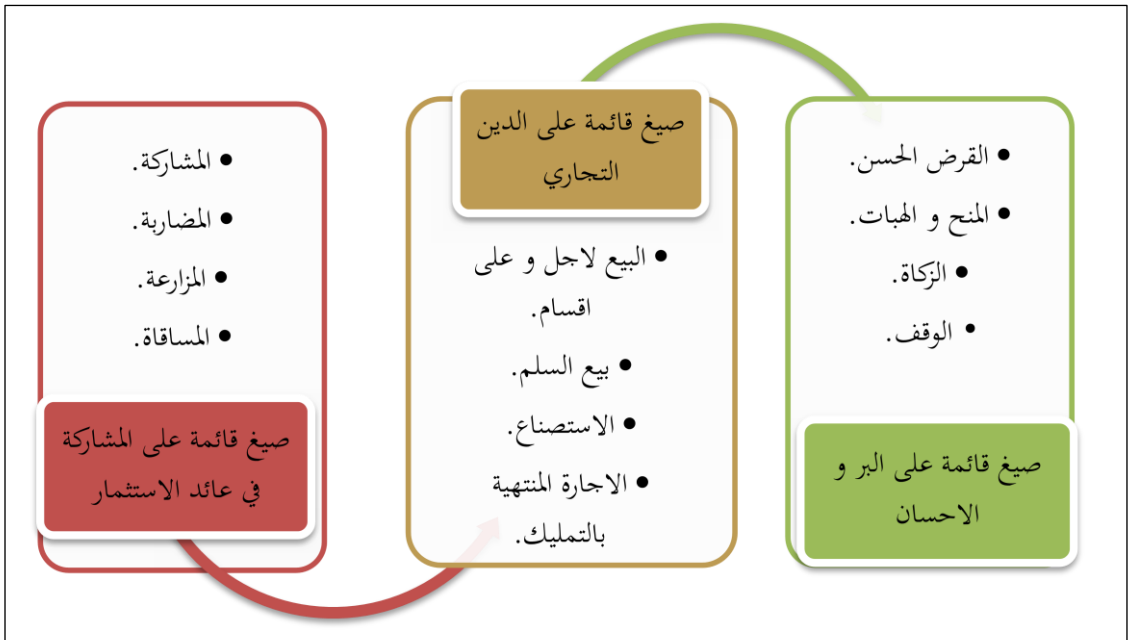 • المشاركة.
• المضاربة.
• المزارعة.
• المساقاة.
صيغ قائمة على المشاركة
في عائد الاستثمار
صيغ قائمة على الدين
التجاري
• البيع لاجل و على
اقسام.
• بيع السلم.
• الاستصناع.
• الاجارة المنتهية
بالتمليك.
• القرض الحسن.
• المنح و الهبات.
• الزكاة.
• الوقف.
صيغ قائمة على البر و
الاحسان